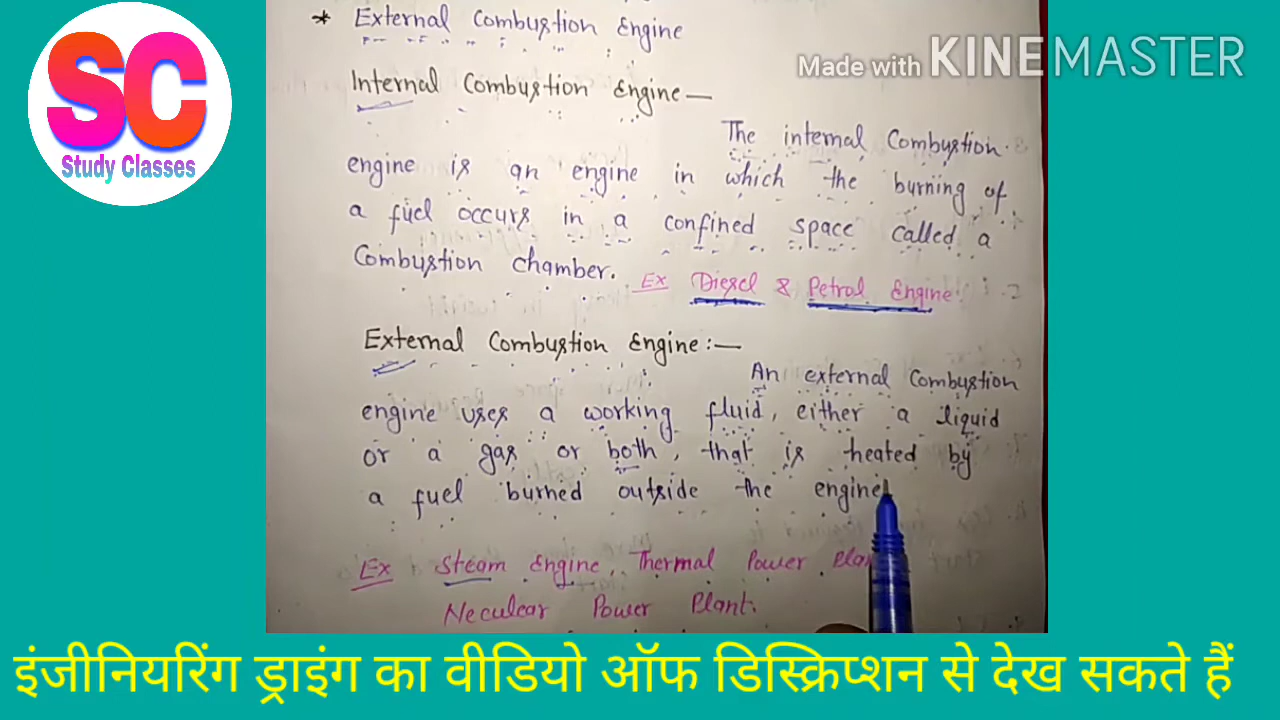 SC
Study Classes
Made with KINEMASTER
* External Combustion Engine
Internal Combustion Engine —
The internal Combustion
engine is an engine in which the burning of
a fuel occurs in a confined space called a
Combustion chamber. Ex Diesel & Petrol Engine.
External Combustion Engine:—
An external Combustion
engine uses a working fluid, either a liquid
or a gas or both, that is heated by
a fuel burned outside the engine
Ex Steam Engine, Thermal Power
Neculear Power Plant.
इंजीनियरिंग ड्राइंग का वीडियो ऑफ डिस्क्रिप्शन से देख सकते हैं